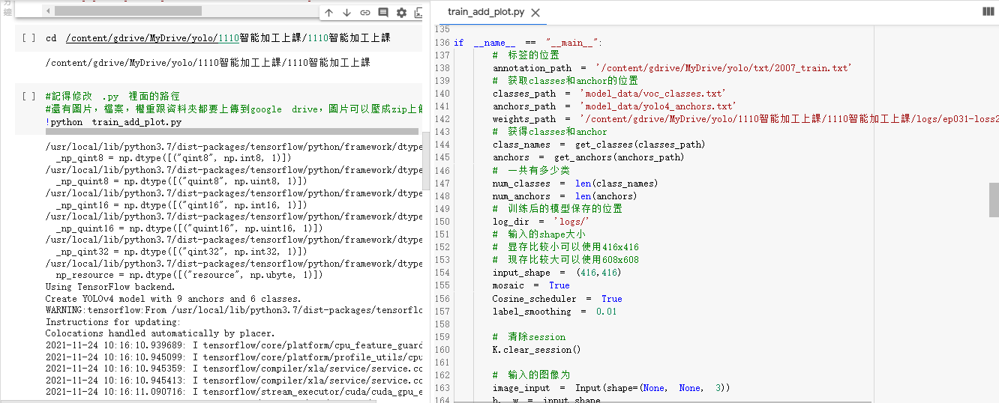 分
鐘
[ ] cd /content/gdrive/MyDrive/yolo/1110智能加工上課/1110智能加工上課
/content/gdrive/MyDrive/yolo/1110智能加工上課/1110智能加工上課
[ ] #記得修改 .py 裡面的路徑
#還有圖片，檔案，權重跟資料夾都要上傳到google drive，圖片可以壓成zip上傳
!python train_add_plot.py
/usr/local/lib/python3.7/dist-packages/tensorflow/python/framework/dtype
_np_qint8 = np.dtype([("qint8", np.int8, 1)])
/usr/local/lib/python3.7/dist-packages/tensorflow/python/framework/dtype
_np_quint8 = np.dtype([("quint8", np.uint8, 1)])
/usr/local/lib/python3.7/dist-packages/tensorflow/python/framework/dtype
_np_qint16 = np.dtype([("qint16", np.int16, 1)])
/usr/local/lib/python3.7/dist-packages/tensorflow/python/framework/dtype
_np_quint16 = np.dtype([("quint16", np.uint16, 1)])
/usr/local/lib/python3.7/dist-packages/tensorflow/python/framework/dtype
_np_qint32 = np.dtype([("qint32", np.int32, 1)])
/usr/local/lib/python3.7/dist-packages/tensorflow/python/framework/dtype
np_resource = np.dtype([("resource", np.ubyte, 1)])
Using TensorFlow backend.
Create YOLOv4 model with 9 anchors and 6 classes.
WARNING:tensorflow:From /usr/local/lib/python3.7/dist-packages/tensorflo
Instructions for updating:
Colocations handled automatically by placer.
2021-11-24 10:16:10.939689: I tensorflow/core/platform/cpu_feature_guard
2021-11-24 10:16:10.945099: I tensorflow/core/platform/profile_utils/cpu
2021-11-24 10:16:10.945359: I tensorflow/compiler/xla/service/service.cc
2021-11-24 10:16:10.945413: I tensorflow/compiler/xla/service/service.cc
2021-11-24 10:16:11.090716: I tensorflow/stream_executor/cuda/cuda_gpu_e
train_add_plot.py
135
136 if __name__ == "__main__":
137 # 标签的位置
138 annotation_path = '/content/gdrive/MyDrive/yolo/txt/2007_train.txt'
139 # 获取classes和anchor的位置
140 classes_path = 'model_data/voc_classes.txt'
141 anchors_path = 'model_data/yolo4_anchors.txt'
142 weights_path = '/content/gdrive/MyDrive/yolo/1110智能加工上課/1110智能加工上課/logs/ep031-loss2
143 # 获得classes和anchor
144 class_names = get_classes(classes_path)
145 anchors = get_anchors(anchors_path)
146 # 一共有多少类
147 num_classes = len(class_names)
148 num_anchors = len(anchors)
149 # 训练后的模型保存的位置
150 log_dir = 'logs/'
151 # 输入的shape大小
152 # 显存比较小可以使用416x416
153 # 现存比较大可以使用608x608
154 input_shape = (416,416)
155 mosaic = True
156 Cosine_scheduler = True
157 label_smoothing = 0.01
158
159 # 清除session
160 K.clear_session()
161
162 # 输入的图像为
163 image_input = Input(shape=(None, None, 3))
164 h, w = input_shape